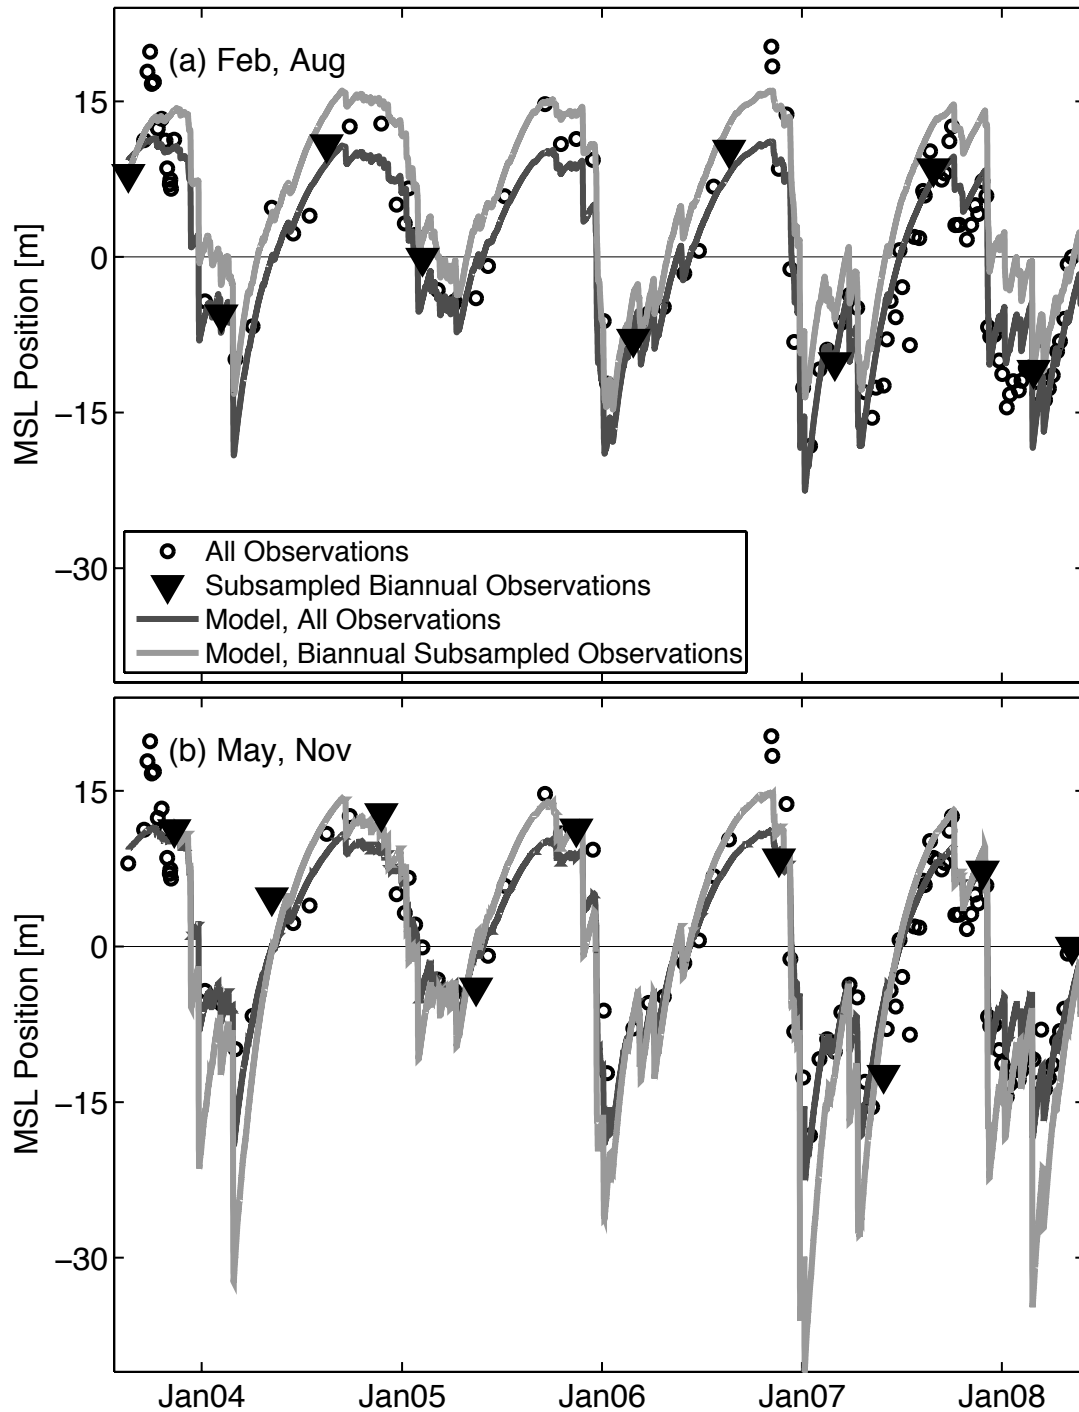 (a) Feb, Aug
15
0
−15
−30
MSL Position [m]
All Observations
Subsampled Biannual Observations
Model, All Observations
Model, Biannual Subsampled Observations
(b) May, Nov
15
0
−15
−30
MSL Position [m]
Jan04 Jan05 Jan06 Jan07 Jan08